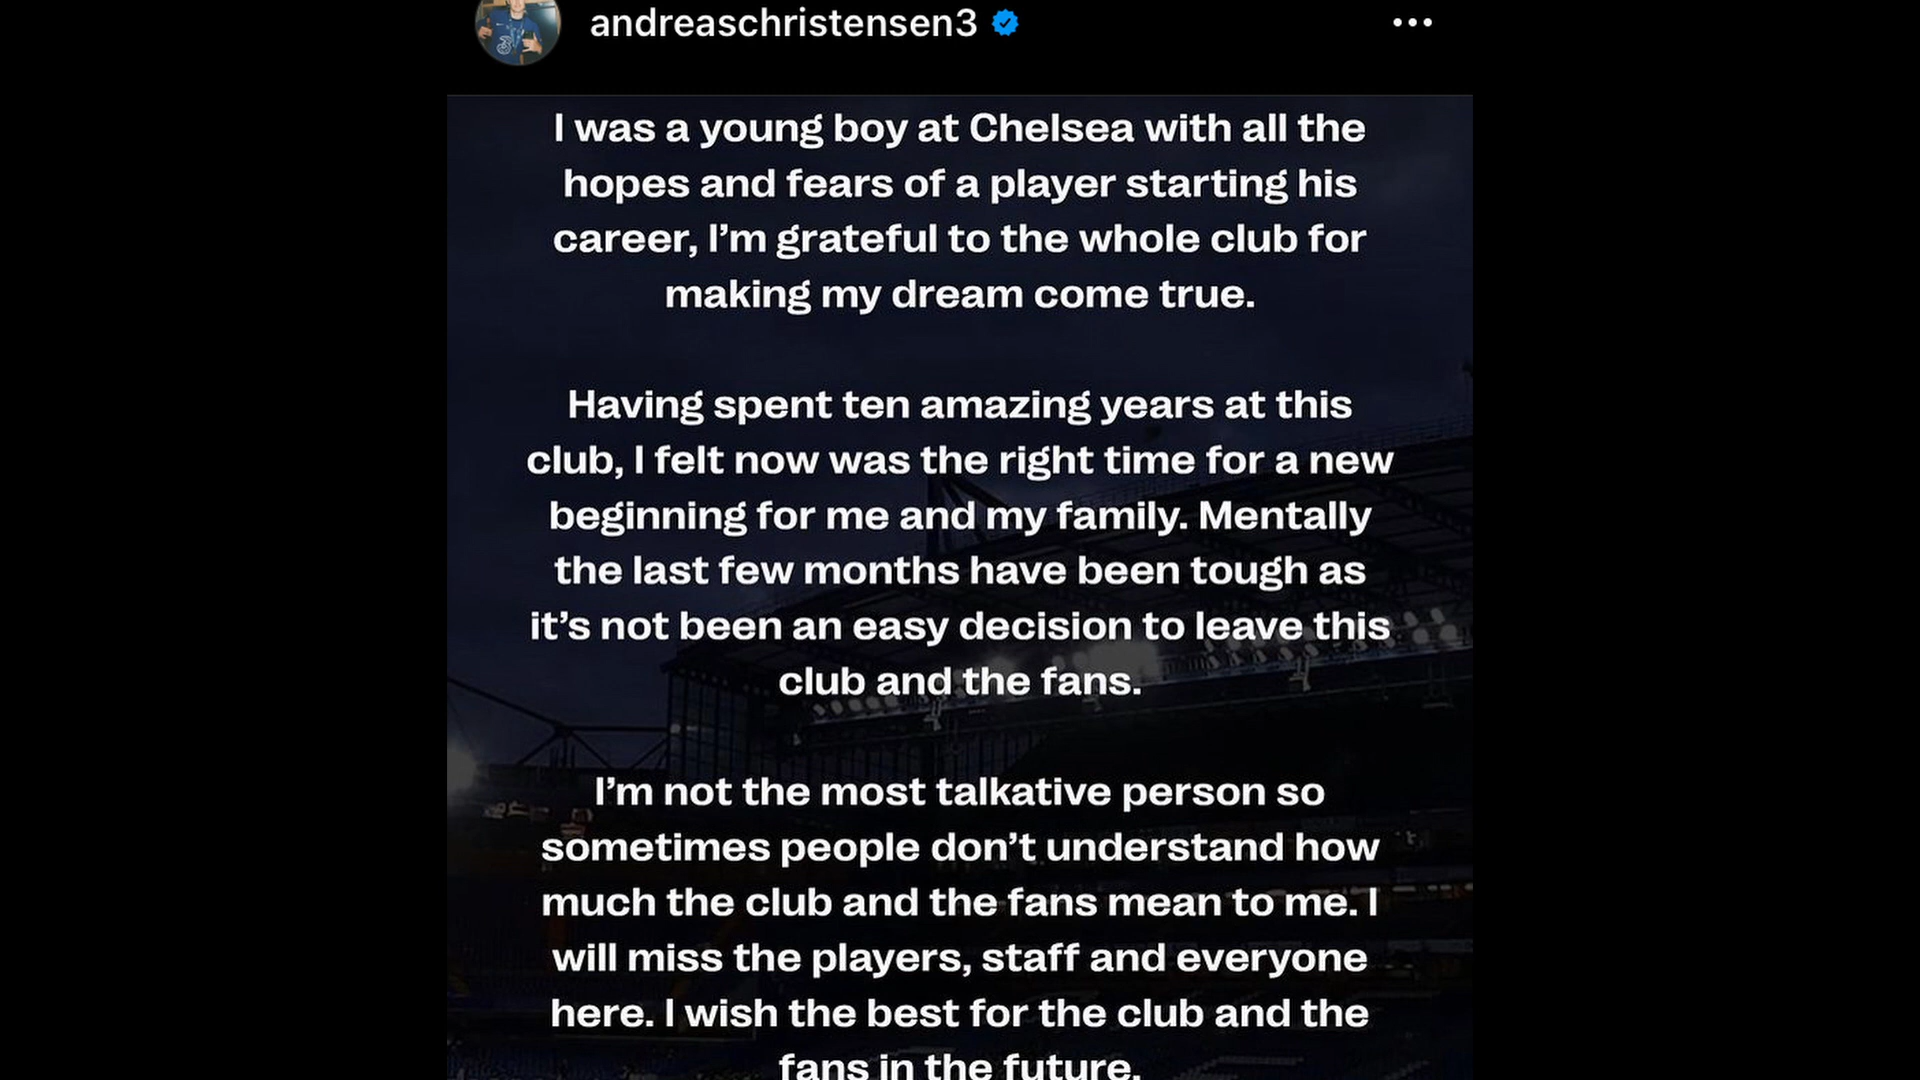 andreaschristensen3
I was a young boy at Chelsea with all the
hopes and fears of a player starting his
career, I’m grateful to the whole club for
making my dream come true.
Having spent ten amazing years at this
club, I felt now was the right time for a new
beginning for me and my family. Mentally
the last few months have been tough as
it’s not been an easy decision to leave this
club and the fans.
I’m not the most talkative person so
sometimes people don’t understand how
much the club and the fans mean to me. I
will miss the players, staff and everyone
here. I wish the best for the club and the
fans in the future.